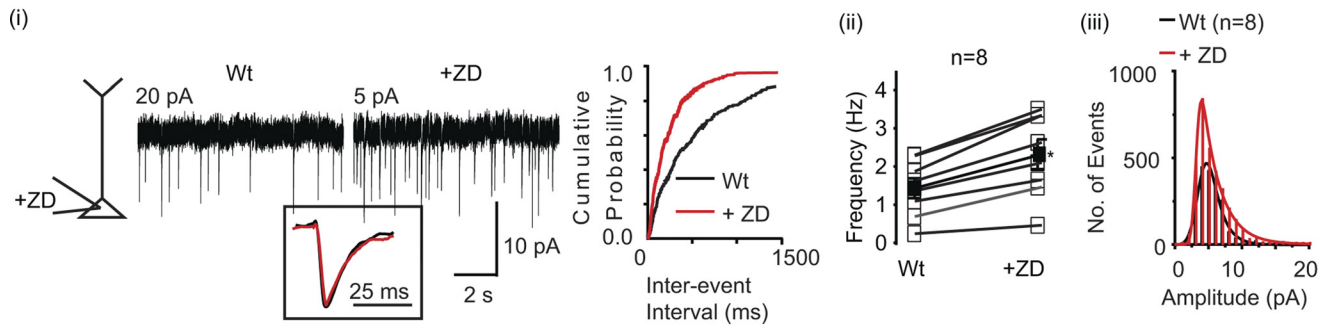 (i)
Wt
+ZD
20 pA
5 pA
+ZD
25 ms
10 pA
2 s
Cumulative
Probability
1.0
0.0
0
1500
Wt
+ ZD
Inter-event
Interval (ms)
(ii)
n=8
Frequency (Hz)
4
3
2
1
0
*
Wt
+ZD
(iii)
Wt (n=8)
+ ZD
No. of Events
1000
500
0
0
10
20
Amplitude (pA)